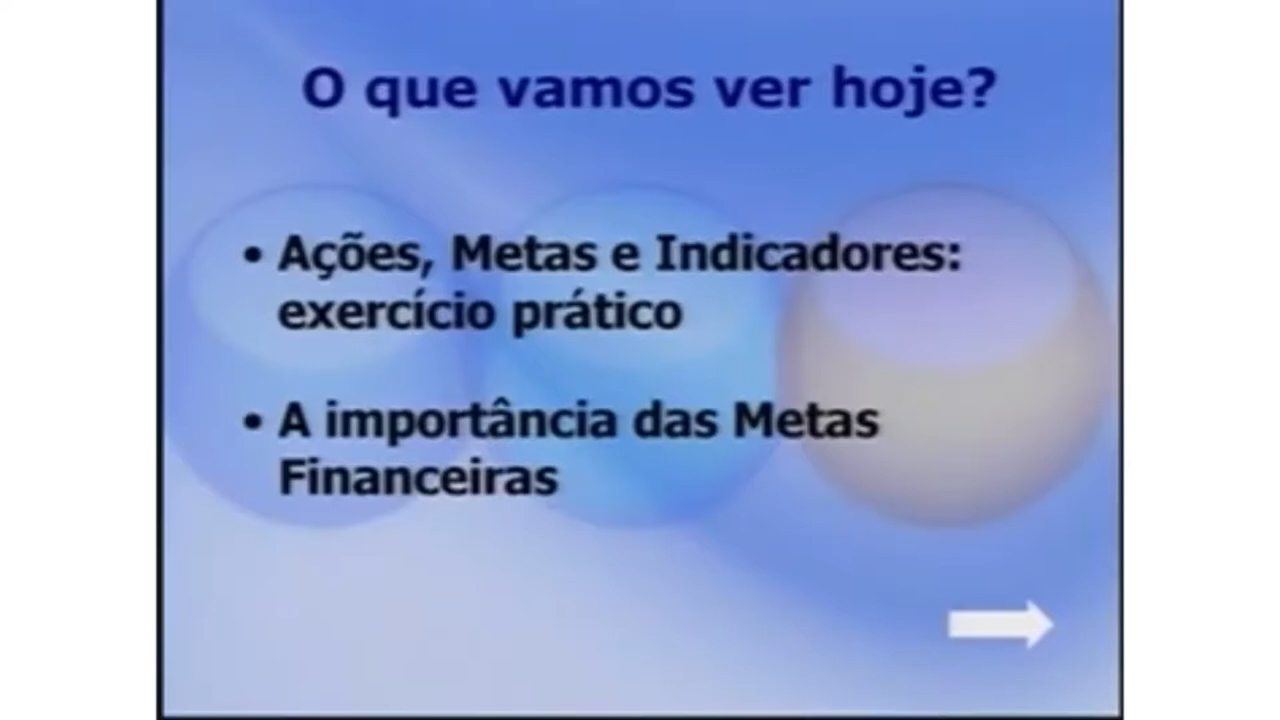 O que vamos ver hoje?
• Ações, Metas e Indicadores:
exercício prático
• A importância das Metas
Financeiras